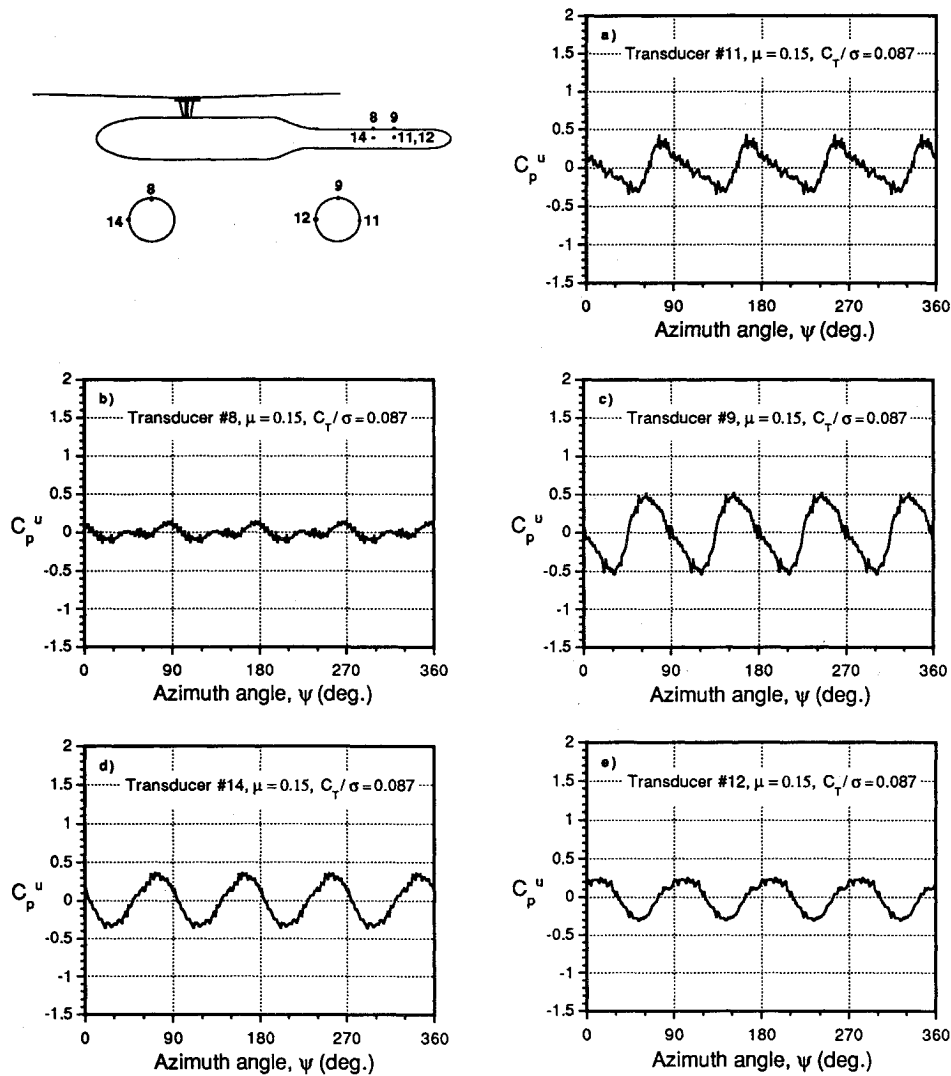 8 9
14 11,12
8
14
9
12 11
a)
Transducer #11, μ = 0.15, C_T / σ = 0.087
2
1.5
1
0.5
0
-0.5
-1
-1.5
C_p^u
0 90 180 270 360
Azimuth angle, ψ (deg.)
b)
Transducer #8, μ = 0.15, C_T / σ = 0.087
2
1.5
1
0.5
0
-0.5
-1
-1.5
C_p^u
0 90 180 270 360
Azimuth angle, ψ (deg.)
c)
Transducer #9, μ = 0.15, C_T / σ = 0.087
2
1.5
1
0.5
0
-0.5
-1
-1.5
C_p^u
0 90 180 270 360
Azimuth angle, ψ (deg.)
d)
Transducer #14, μ = 0.15, C_T / σ = 0.087
2
1.5
1
0.5
0
-0.5
-1
-1.5
C_p^u
0 90 180 270 360
Azimuth angle, ψ (deg.)
e)
Transducer #12, μ = 0.15, C_T / σ = 0.087
2
1.5
1
0.5
0
-0.5
-1
-1.5
C_p^u
0 90 180 270 360
Azimuth angle, ψ (deg.)